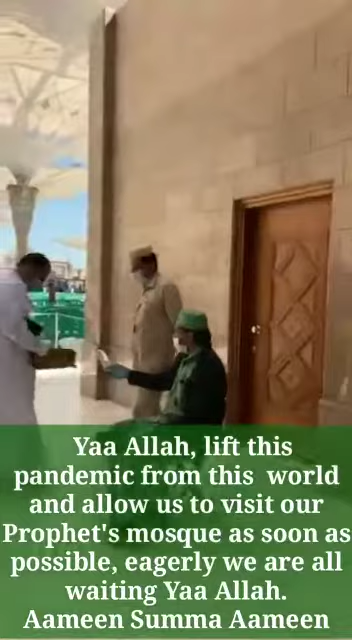 Yaa Allah, lift this
pandemic from this world
and allow us to visit our
Prophet's mosque as soon as
possible, eagerly we are all
waiting Yaa Allah.
Aameen Summa Aameen